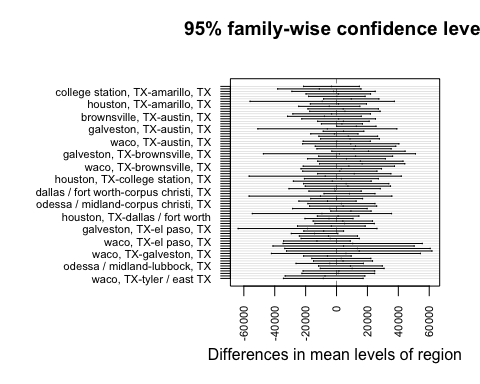 95% family-wise confidence leve
college station, TX-amarillo, TX
houston, TX-amarillo, TX
brownsville, TX-austin, TX
galveston, TX-austin, TX
waco, TX-austin, TX
galveston, TX-brownsville, TX
waco, TX-brownsville, TX
houston, TX-college station, TX
dallas / fort worth-corpus christi, TX
odessa / midland-corpus christi, TX
houston, TX-dallas / fort worth
galveston, TX-el paso, TX
waco, TX-el paso, TX
waco, TX-galveston, TX
odessa / midland-lubbock, TX
waco, TX-tyler / east TX
-60000
-40000
-20000
0
20000
40000
60000
Differences in mean levels of region